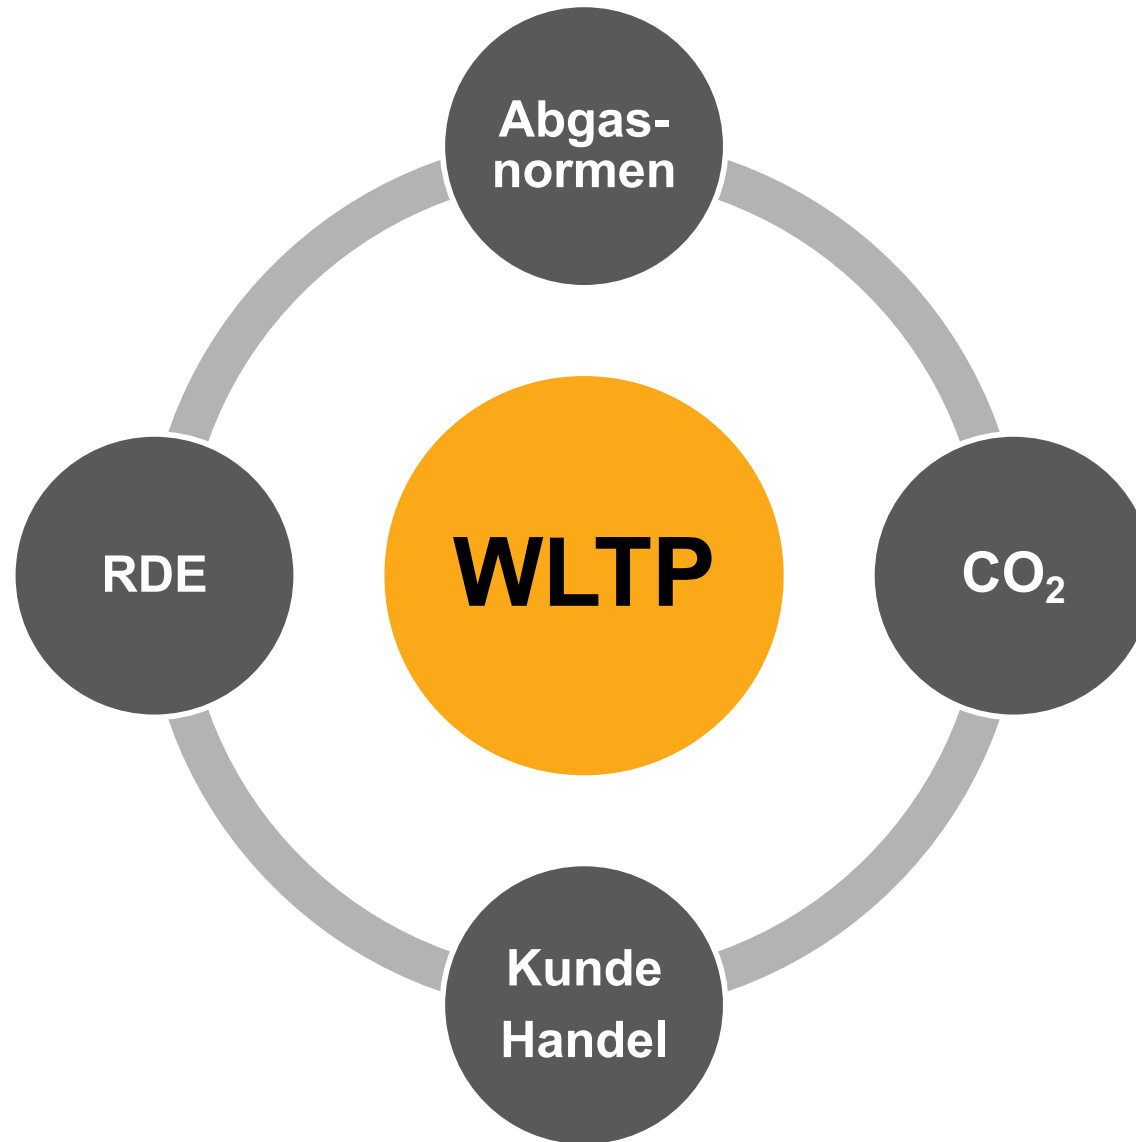 Abgas-
normen
RDE
WLTP
CO₂
Kunde
Handel